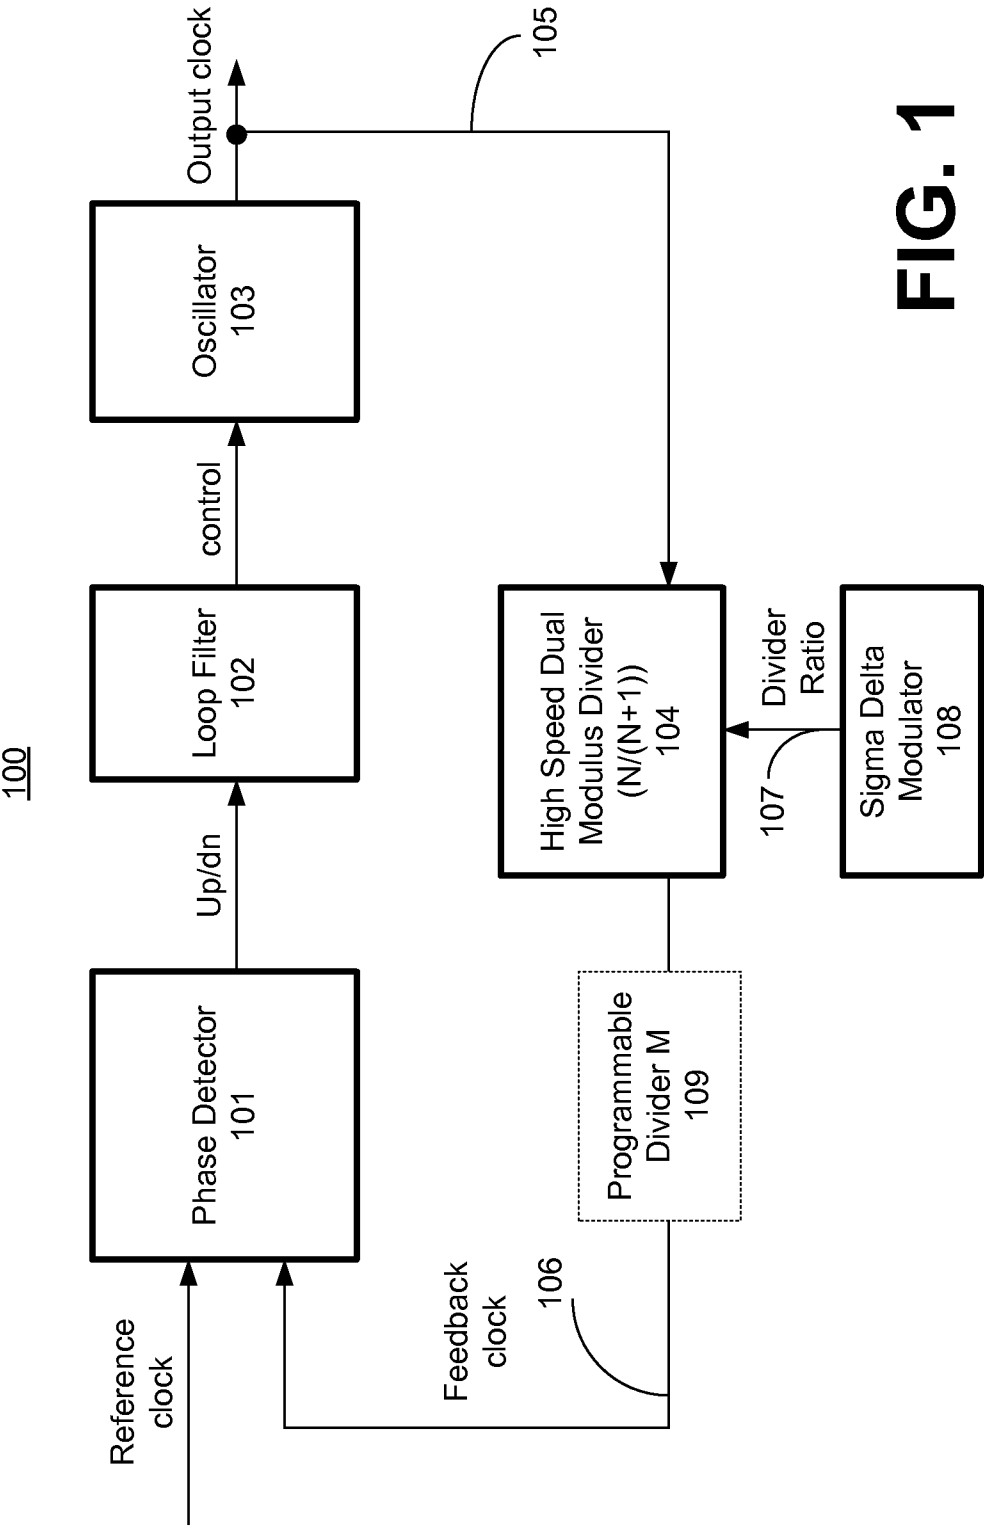 100
Reference
clock
Phase Detector
101
Up/dn
Loop Filter
102
control
Oscillator
103
Output clock
105
Feedback
clock
106
Programmable
Divider M
109
High Speed Dual
Modulus Divider
(N/(N+1))
104
107
Divider
Ratio
Sigma Delta
Modulator
108
FIG. 1